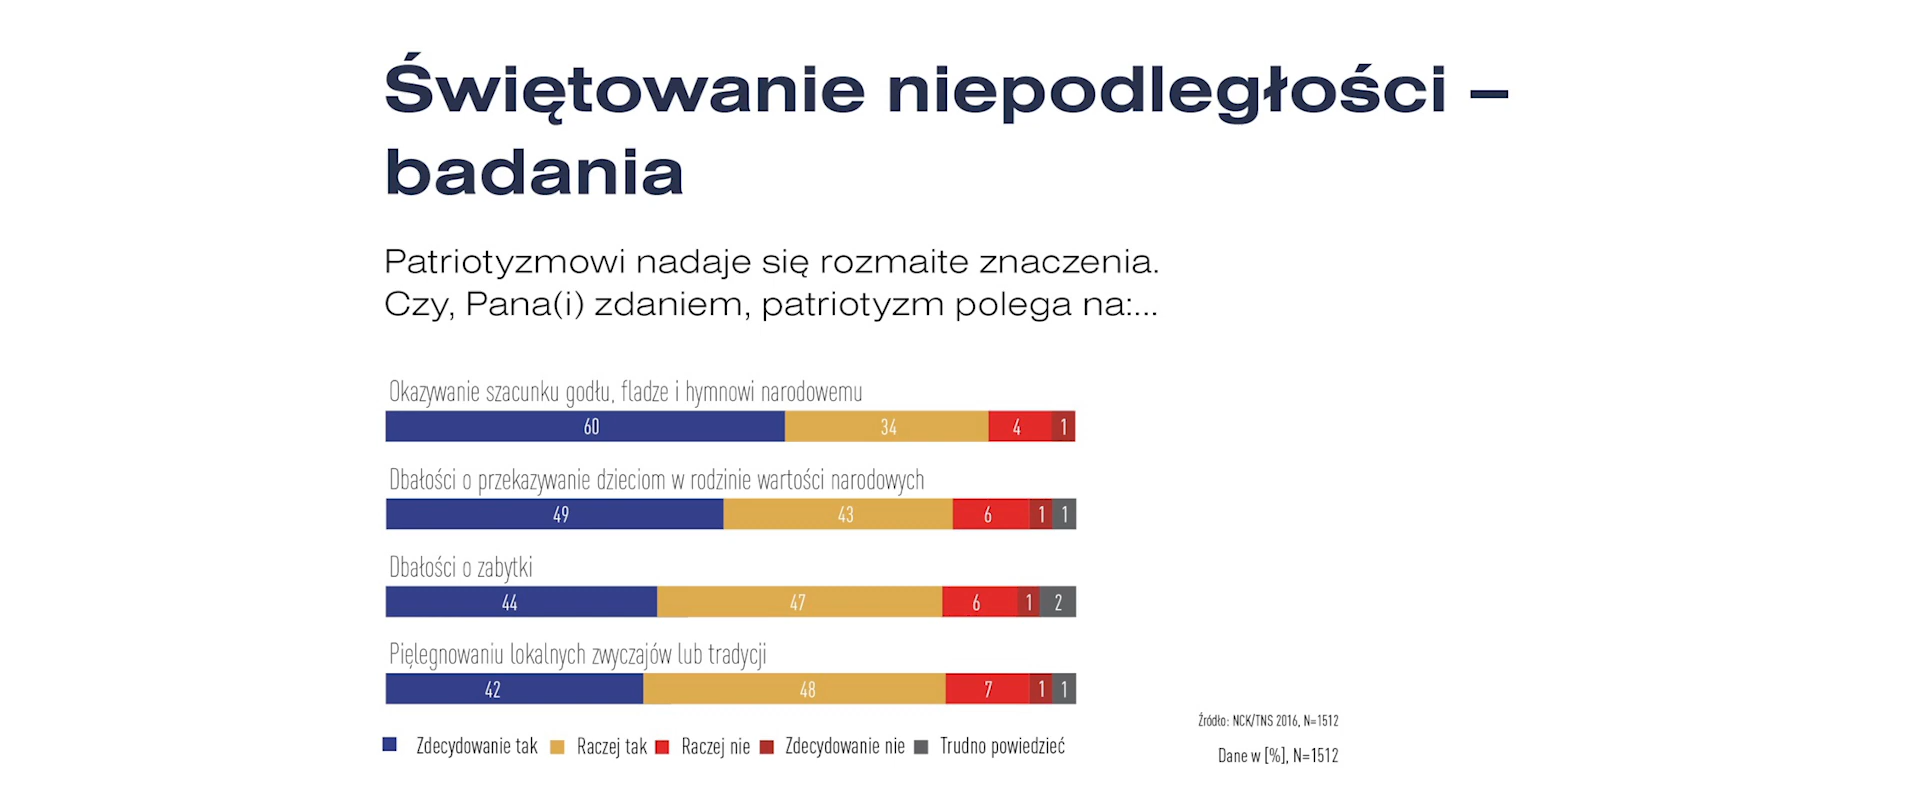 Świętowanie niepodległości –
badania
Patriotyzmowi nadaje się rozmaite znaczenia.
Czy, Pana(i) zdaniem, patriotyzm polega na:...
Okazywanie szacunku godłu, fladze i hymnowi narodowemu
60 34 4 1
Dbałości o przekazywanie dzieciom w rodzinie wartości narodowych
49 43 6 1 1
Dbałości o zabytki
44 47 6 1 2
Pielęgnowaniu lokalnych zwyczajów lub tradycji
42 48 7 1 1
Zdecydowanie tak Raczej tak Raczej nie Zdecydowanie nie Trudno powiedzieć
Źródło: NCK/TNS 2016, N=1512
Dane w [%], N=1512